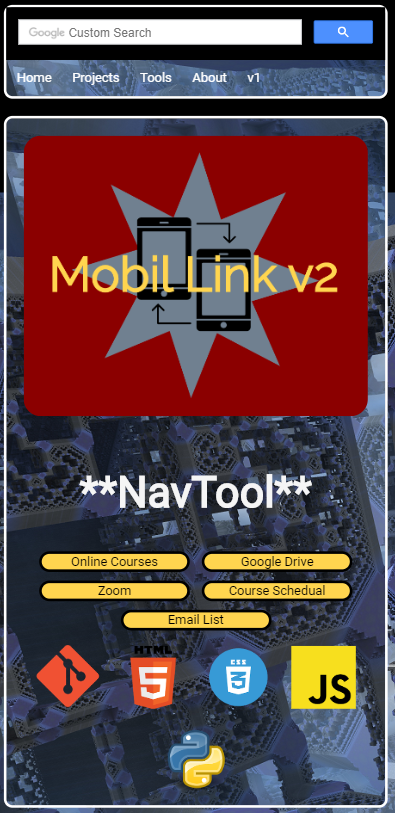 Google Custom Search
Home Projects Tools About v1
Mobil Link v2
**NavTool**
Online Courses Google Drive
Zoom Course Schedual
Email List
HTML
5
CSS
3
JS